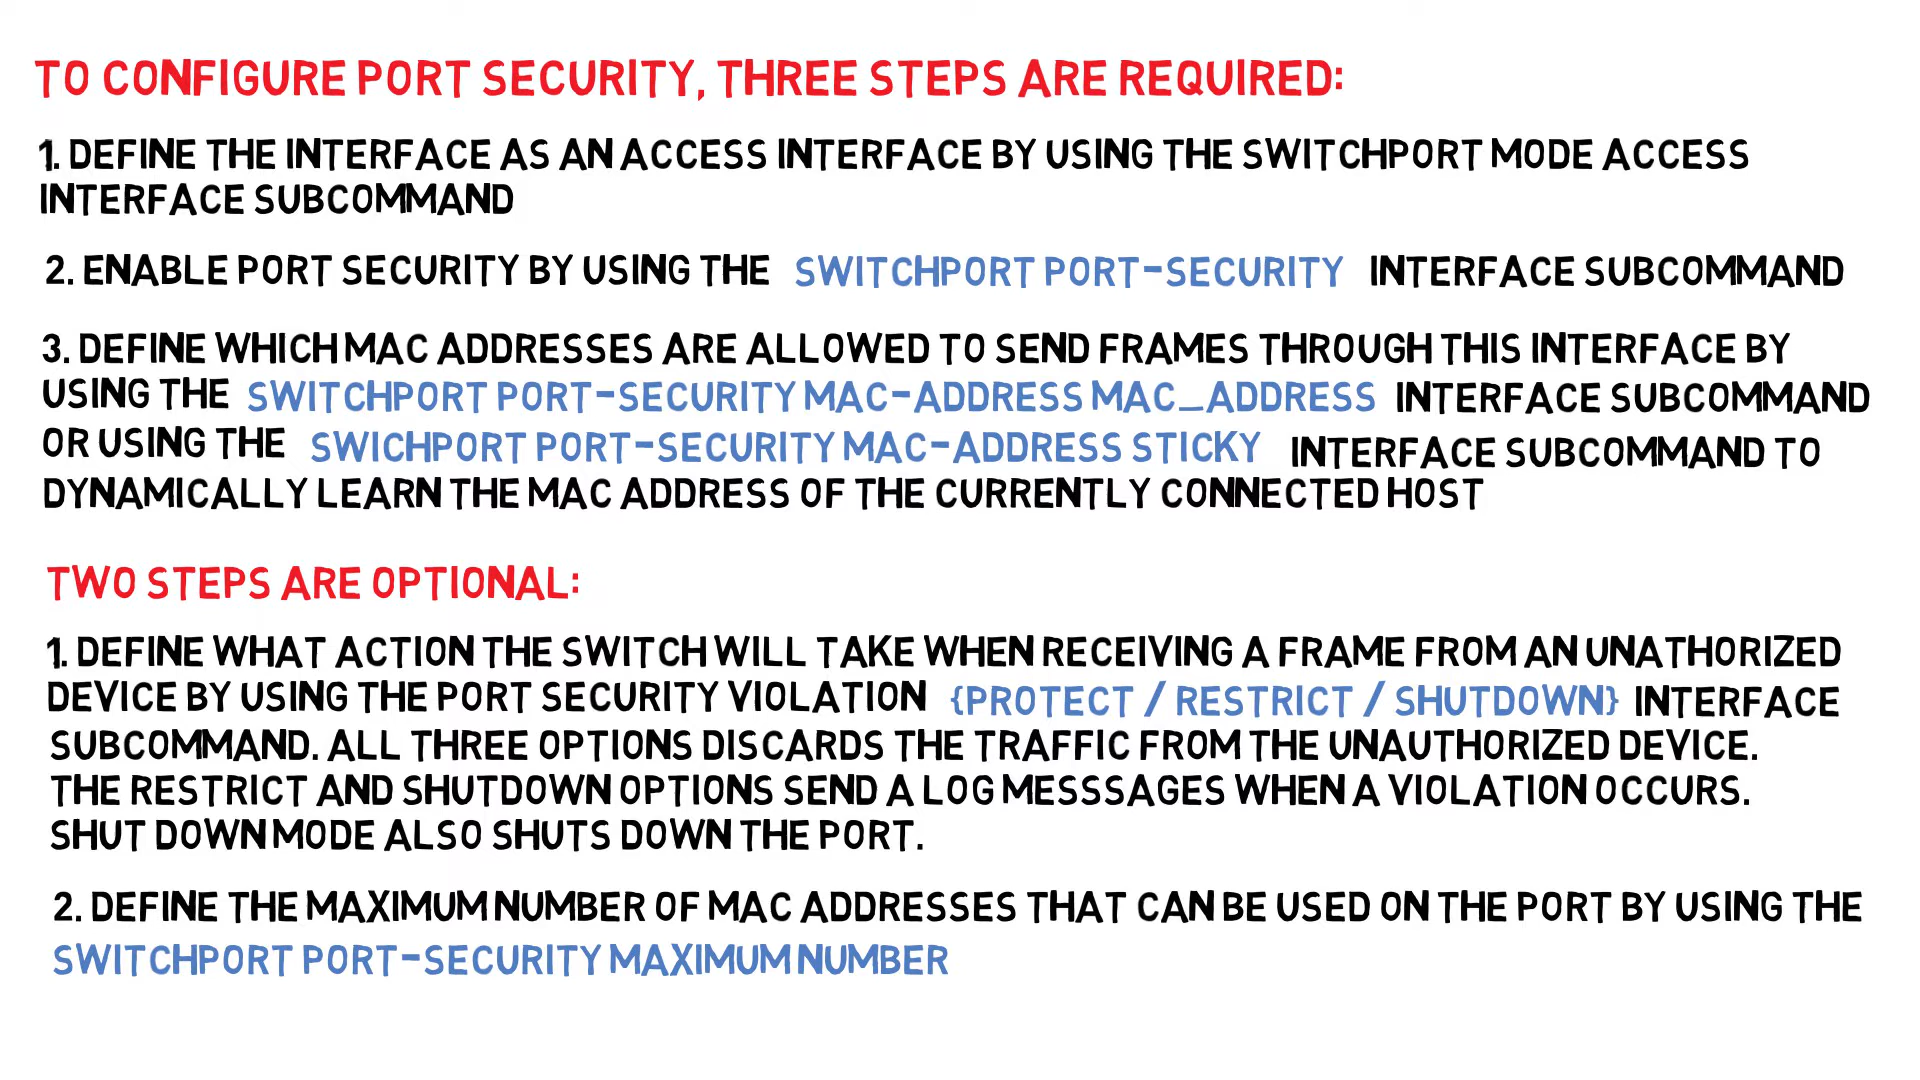 TO CONFIGURE PORT SECURITY, THREE STEPS ARE REQUIRED:
1. DEFINE THE INTERFACE AS AN ACCESS INTERFACE BY USING THE SWITCHPORT MODE ACCESS
INTERFACE SUBCOMMAND
2. ENABLE PORT SECURITY BY USING THE SWITCHPORT PORT-SECURITY INTERFACE SUBCOMMAND
3. DEFINE WHICH MAC ADDRESSES ARE ALLOWED TO SEND FRAMES THROUGH THIS INTERFACE BY
USING THE SWITCHPORT PORT-SECURITY MAC-ADDRESS MAC_ADDRESS INTERFACE SUBCOMMAND
OR USING THE SWICHPORT PORT-SECURITY MAC-ADDRESS STICKY INTERFACE SUBCOMMAND TO
DYNAMICALLY LEARN THE MAC ADDRESS OF THE CURRENTLY CONNECTED HOST
TWO STEPS ARE OPTIONAL:
1. DEFINE WHAT ACTION THE SWITCH WILL TAKE WHEN RECEIVING A FRAME FROM AN UNATHORIZED
DEVICE BY USING THE PORT SECURITY VIOLATION {PROTECT / RESTRICT / SHUTDOWN} INTERFACE
SUBCOMMAND. ALL THREE OPTIONS DISCARDS THE TRAFFIC FROM THE UNAUTHORIZED DEVICE.
THE RESTRICT AND SHUTDOWN OPTIONS SEND A LOG MESSSAGES WHEN A VIOLATION OCCURS.
SHUT DOWN MODE ALSO SHUTS DOWN THE PORT.
2. DEFINE THE MAXIMUM NUMBER OF MAC ADDRESSES THAT CAN BE USED ON THE PORT BY USING THE
SWITCHPORT PORT-SECURITY MAXIMUM NUMBER